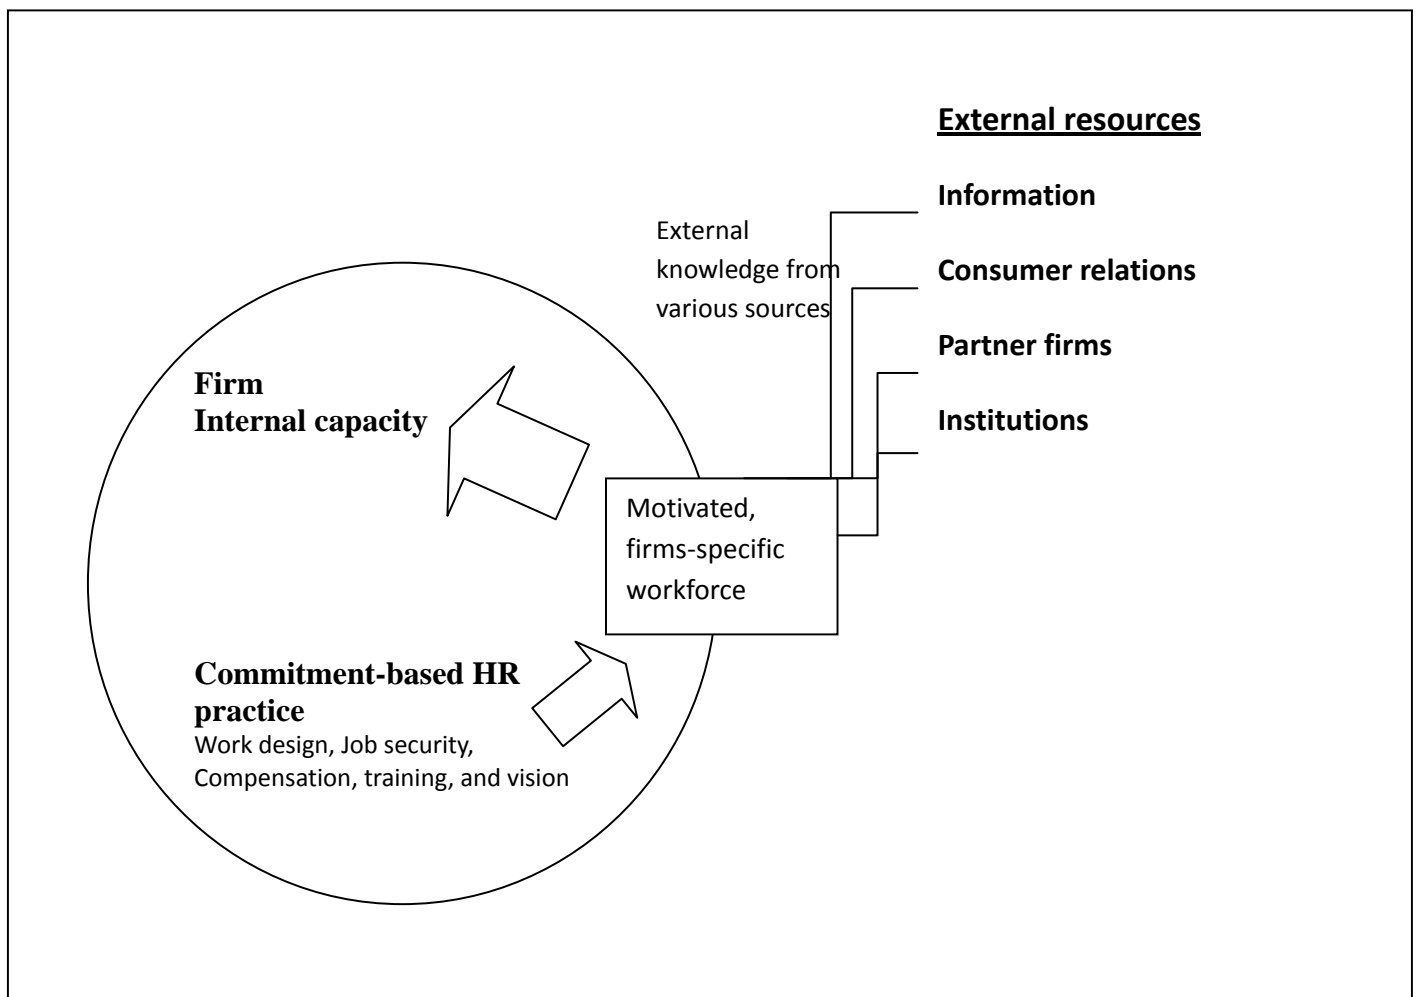 External resources
Information
Consumer relations
Partner firms
Institutions
External
knowledge from
various sources
Firm
Internal capacity
Motivated,
firms-specific
workforce
Commitment-based HR
practice
Work design, Job security,
Compensation, training, and vision